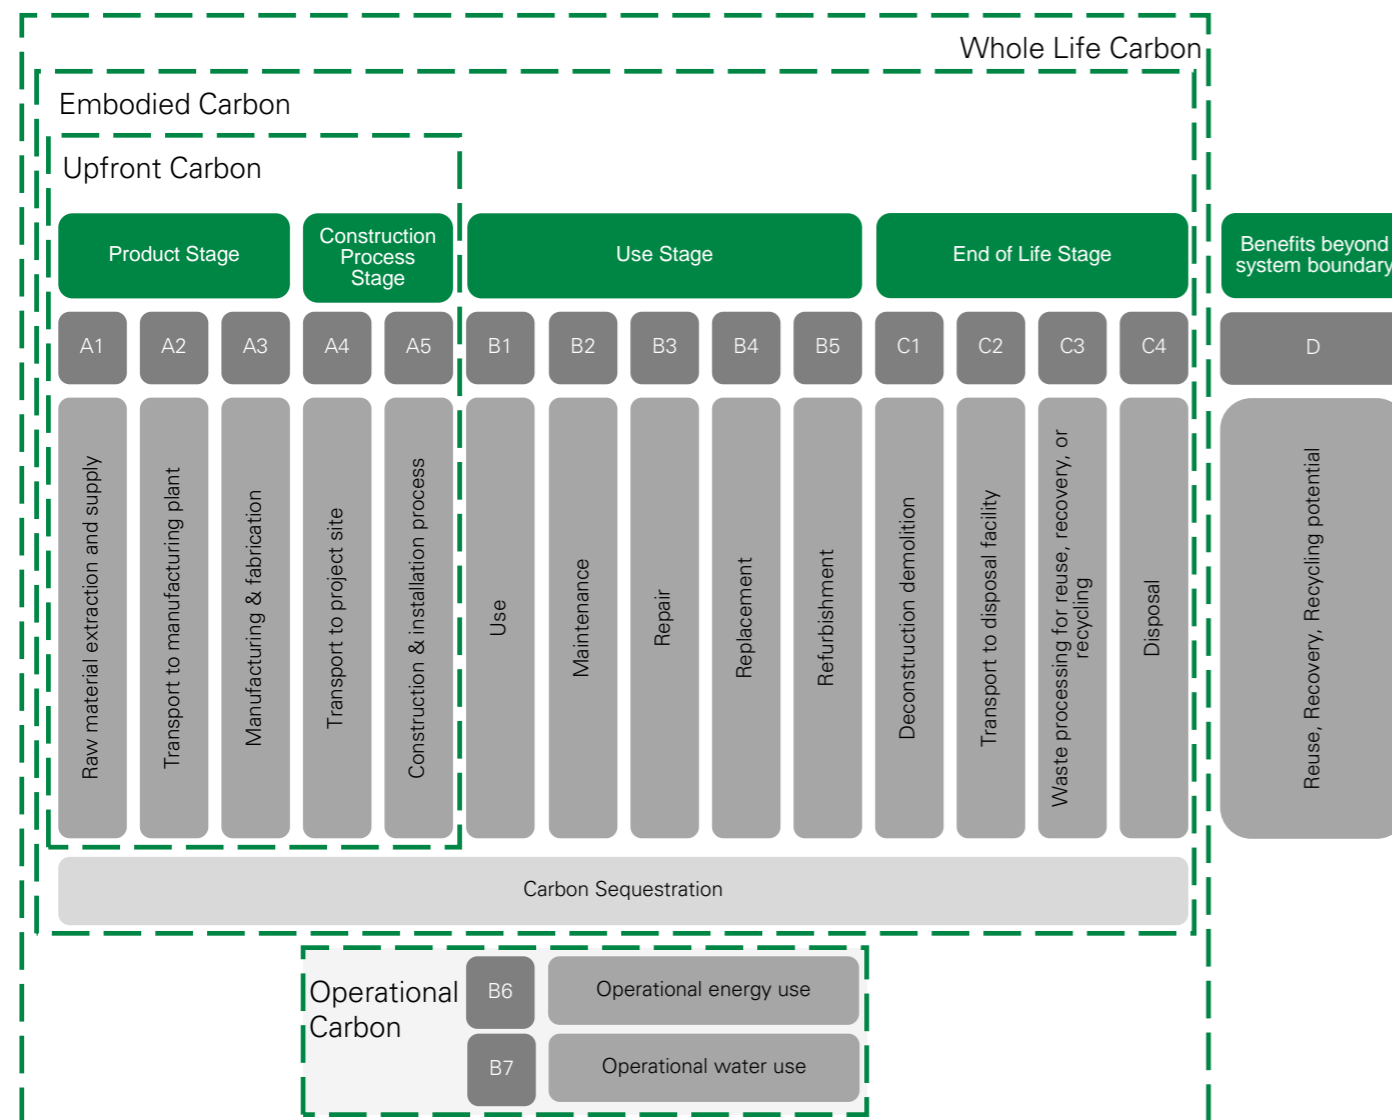 Whole Life Carbon
Embodied Carbon
Upfront Carbon
Product Stage
Construction
Process
Stage
Use Stage
End of Life Stage
Benefits beyond
system boundary
A1
A2
A3
A4
A5
B1
B2
B3
B4
B5
C1
C2
C3
C4
D
Raw material extraction and supply
Transport to manufacturing plant
Manufacturing & fabrication
Transport to project site
Construction & installation process
Use
Maintenance
Repair
Replacement
Refurbishment
Deconstruction demolition
Transport to disposal facility
Waste processing for reuse, recovery, or
recycling
Disposal
Reuse, Recovery, Recycling potential
Carbon Sequestration
Operational
Carbon
B6
Operational energy use
B7
Operational water use